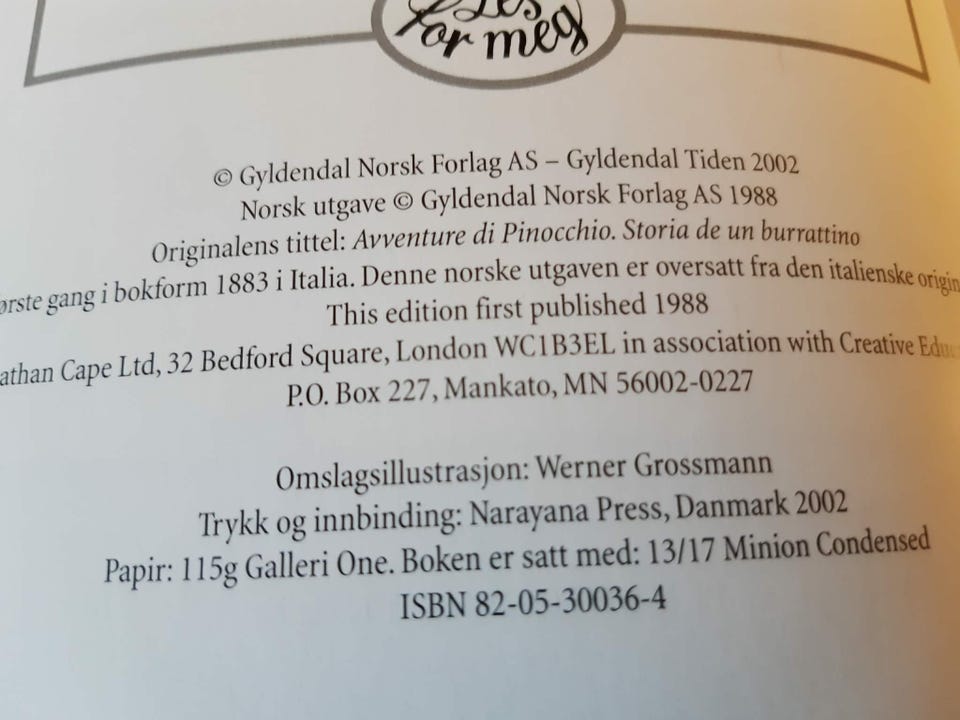 Les
for meg
© Gyldendal Norsk Forlag AS – Gyldendal Tiden 2002
Norsk utgave © Gyldendal Norsk Forlag AS 1988
Originalens tittel: Avventure di Pinocchio. Storia de un burrattino
gang i bokform 1883 i Italia. Denne norske utgaven er oversatt fra den italienske
This edition first published 1988
Cape Ltd, 32 Bedford Square, London WC1B3EL in association with Creative
P.O. Box 227, Mankato, MN 56002-0227
Omslagsillustrasjon: Werner Grossmann
Trykk og innbinding: Narayana Press, Danmark 2002
Papir: 115g Galleri One. Boken er satt med: 13/17 Minion Condensed
ISBN 82-05-30036-4